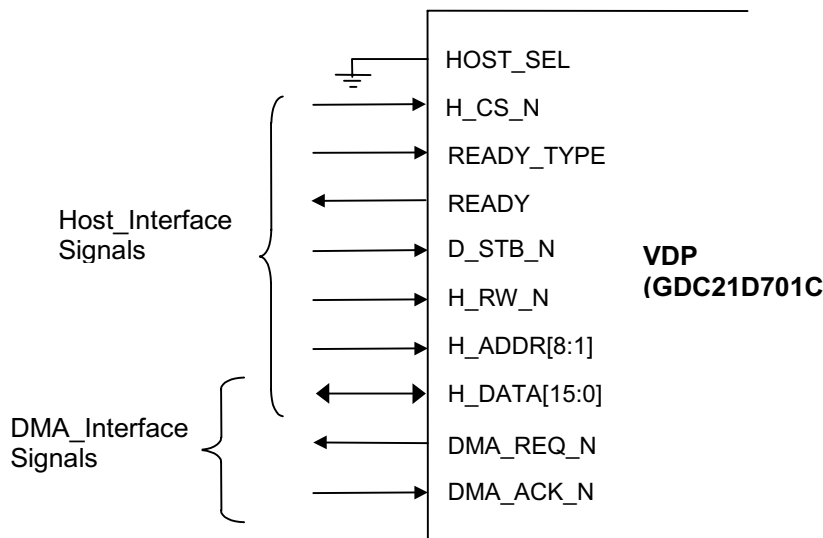 HOST_SEL
H_CS_N
READY_TYPE
READY
Host_Interface
Signals
D_STB_N
VDP
(GDC21D701C
H_RW_N
H_ADDR[8:1]
H_DATA[15:0]
DMA_Interface
Signals
DMA_REQ_N
DMA_ACK_N